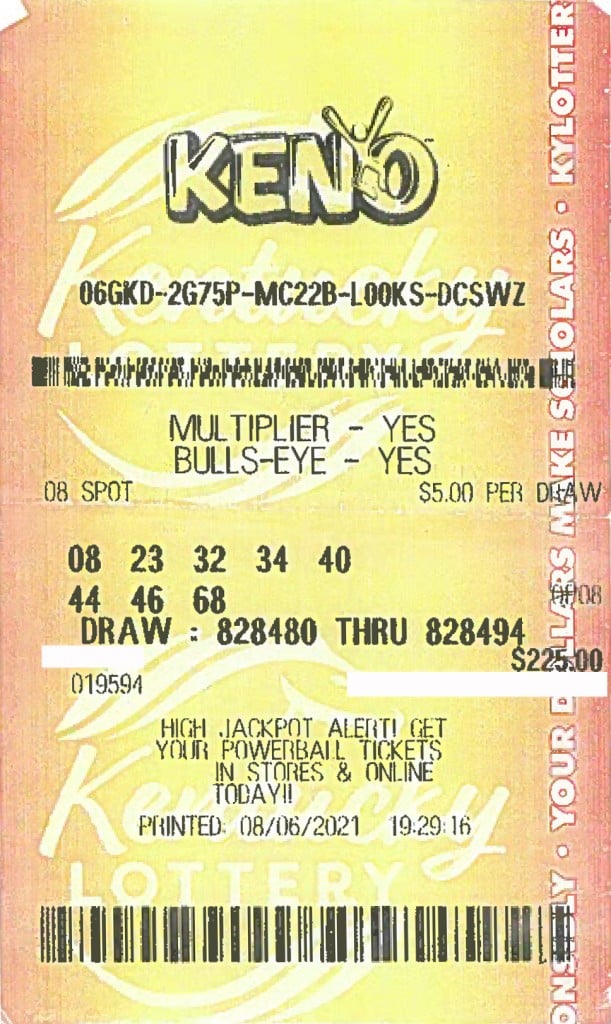 KENO
06GKD-2G75P-MC22B-L00KS-DCSWZ
MULTIPLIER - YES
BULLS-EYE - YES
08 SPOT $5.00 PER DRAW
08 23 32 34 40
44 46 68
QP/08
DRAW : 828480 THRU 828494
$225.00
019594
HIGH JACKPOT ALERT! GET
YOUR POWERBALL TICKETS
IN STORES & ONLINE
TODAY!!
PRINTED: 08/06/2021 19:29:16
Kentucky
LOTTERY
Kentucky
LOTTERY
ONSIBLY • YOUR DOLLARS MAKE SCHOLARS • KYLOTTER